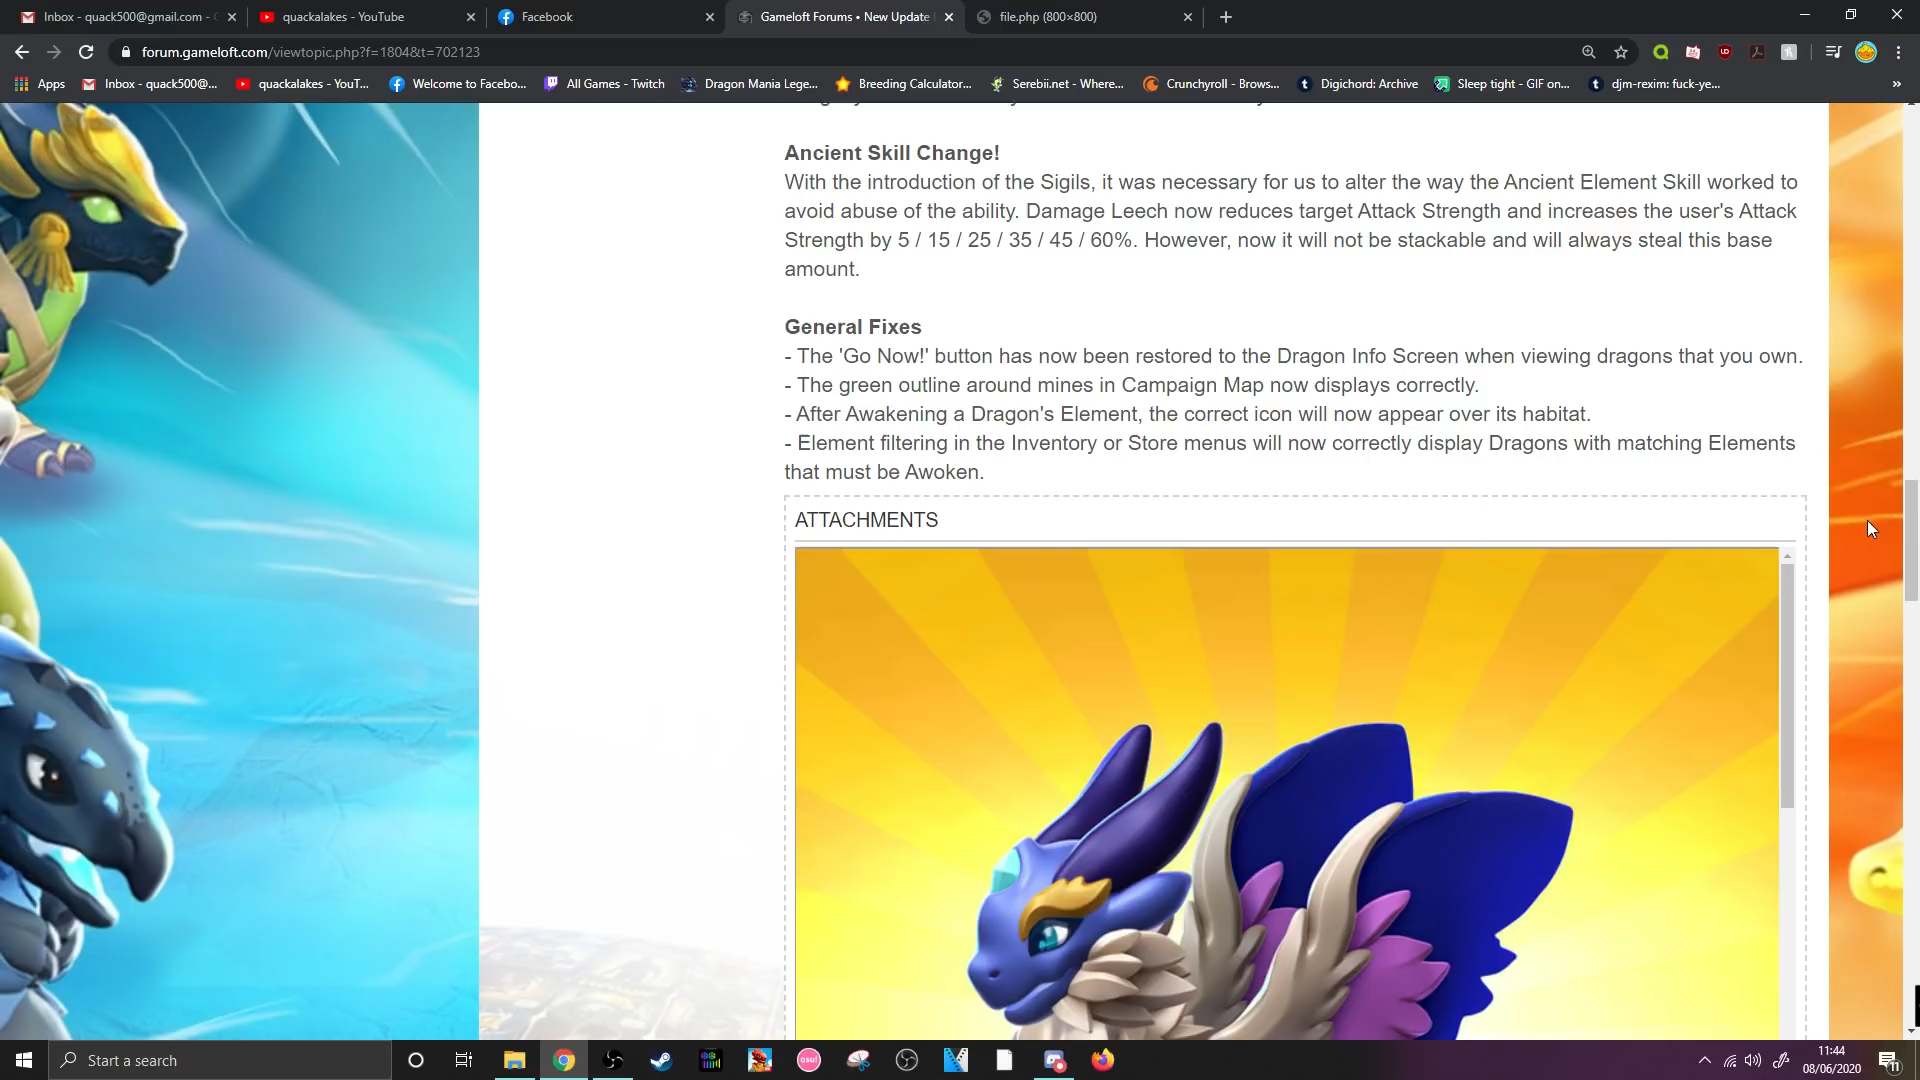 Inbox - quack500@gmail.com -
quackalakes - YouTube
Facebook
Gameloft Forums • New Update
file.php (800×800)
forum.gameloft.com/viewtopic.php?f=1804&t=702123
Apps
Inbox - quack500@...
quackalakes - YouT...
Welcome to Facebo...
All Games - Twitch
Dragon Mania Lege...
Breeding Calculator...
Serebii.net - Where...
Crunchyroll - Brows...
Digichord: Archive
Sleep tight - GIF on...
djm-rexim: fuck-ye...
»
Ancient Skill Change!
With the introduction of the Sigils, it was necessary for us to alter the way the Ancient Element Skill worked to
avoid abuse of the ability. Damage Leech now reduces target Attack Strength and increases the user's Attack
Strength by 5 / 15 / 25 / 35 / 45 / 60%. However, now it will not be stackable and will always steal this base
amount.
General Fixes
- The 'Go Now!' button has now been restored to the Dragon Info Screen when viewing dragons that you own.
- The green outline around mines in Campaign Map now displays correctly.
- After Awakening a Dragon's Element, the correct icon will now appear over its habitat.
- Element filtering in the Inventory or Store menus will now correctly display Dragons with matching Elements
that must be Awoken.
ATTACHMENTS
Start a search
osu!
11:44
08/06/2020
11